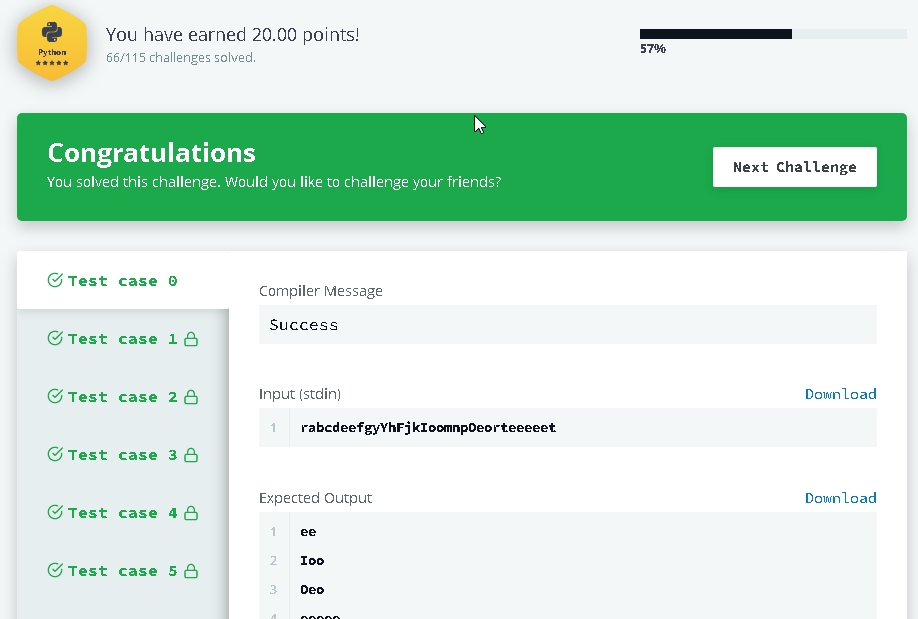 You have earned 20.00 points!
Python
66/115 challenges solved.
57%
Congratulations
You solved this challenge. Would you like to challenge your friends?
Next Challenge
Test case 0
Test case 1
Test case 2
Test case 3
Test case 4
Test case 5
Compiler Message
Success
Input (stdin)
Download
1 rabcdeefgyYhFjkIoomnpOeorteeeeet
Expected Output
Download
1 ee
2 Ioo
3 Oeo
4 eeeee